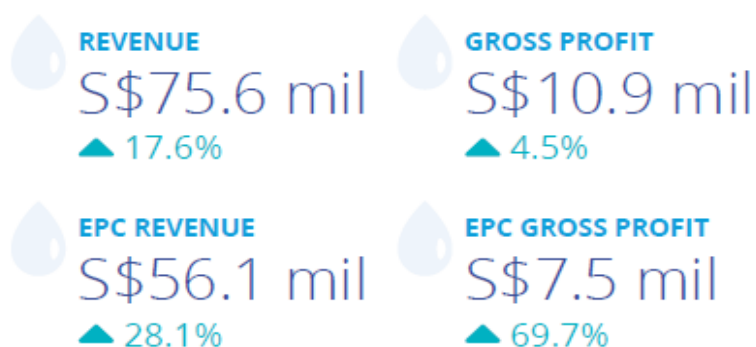 REVENUE
S$75.6 mil
17.6%
GROSS PROFIT
S$10.9 mil
4.5%
EPC REVENUE
S$56.1 mil
28.1%
EPC GROSS PROFIT
S$7.5 mil
69.7%